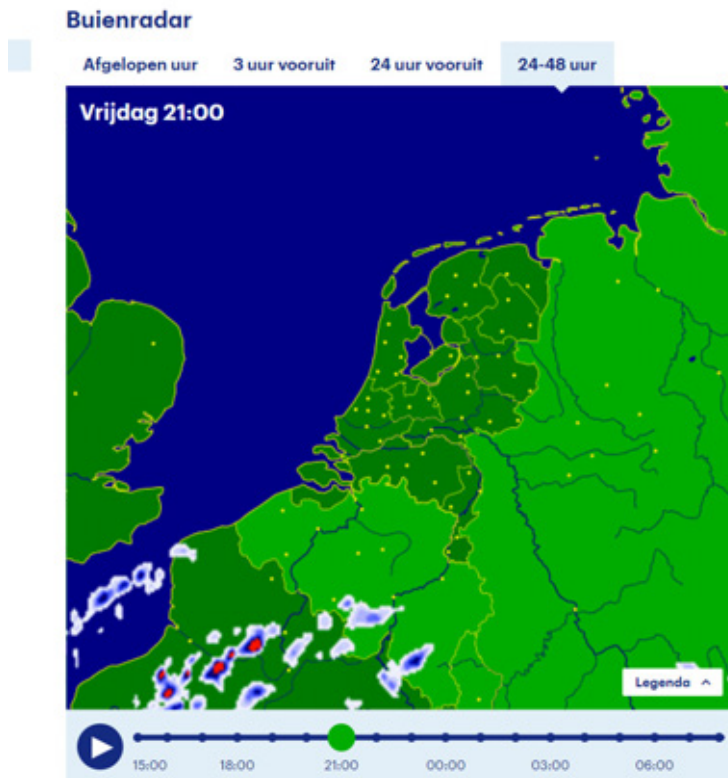 Buienradar
Afgelopen uur 3 uur vooruit 24 uur vooruit 24-48 uur
Vrijdag 21:00
Legenda
15:00 18:00 21:00 00:00 03:00 06:00